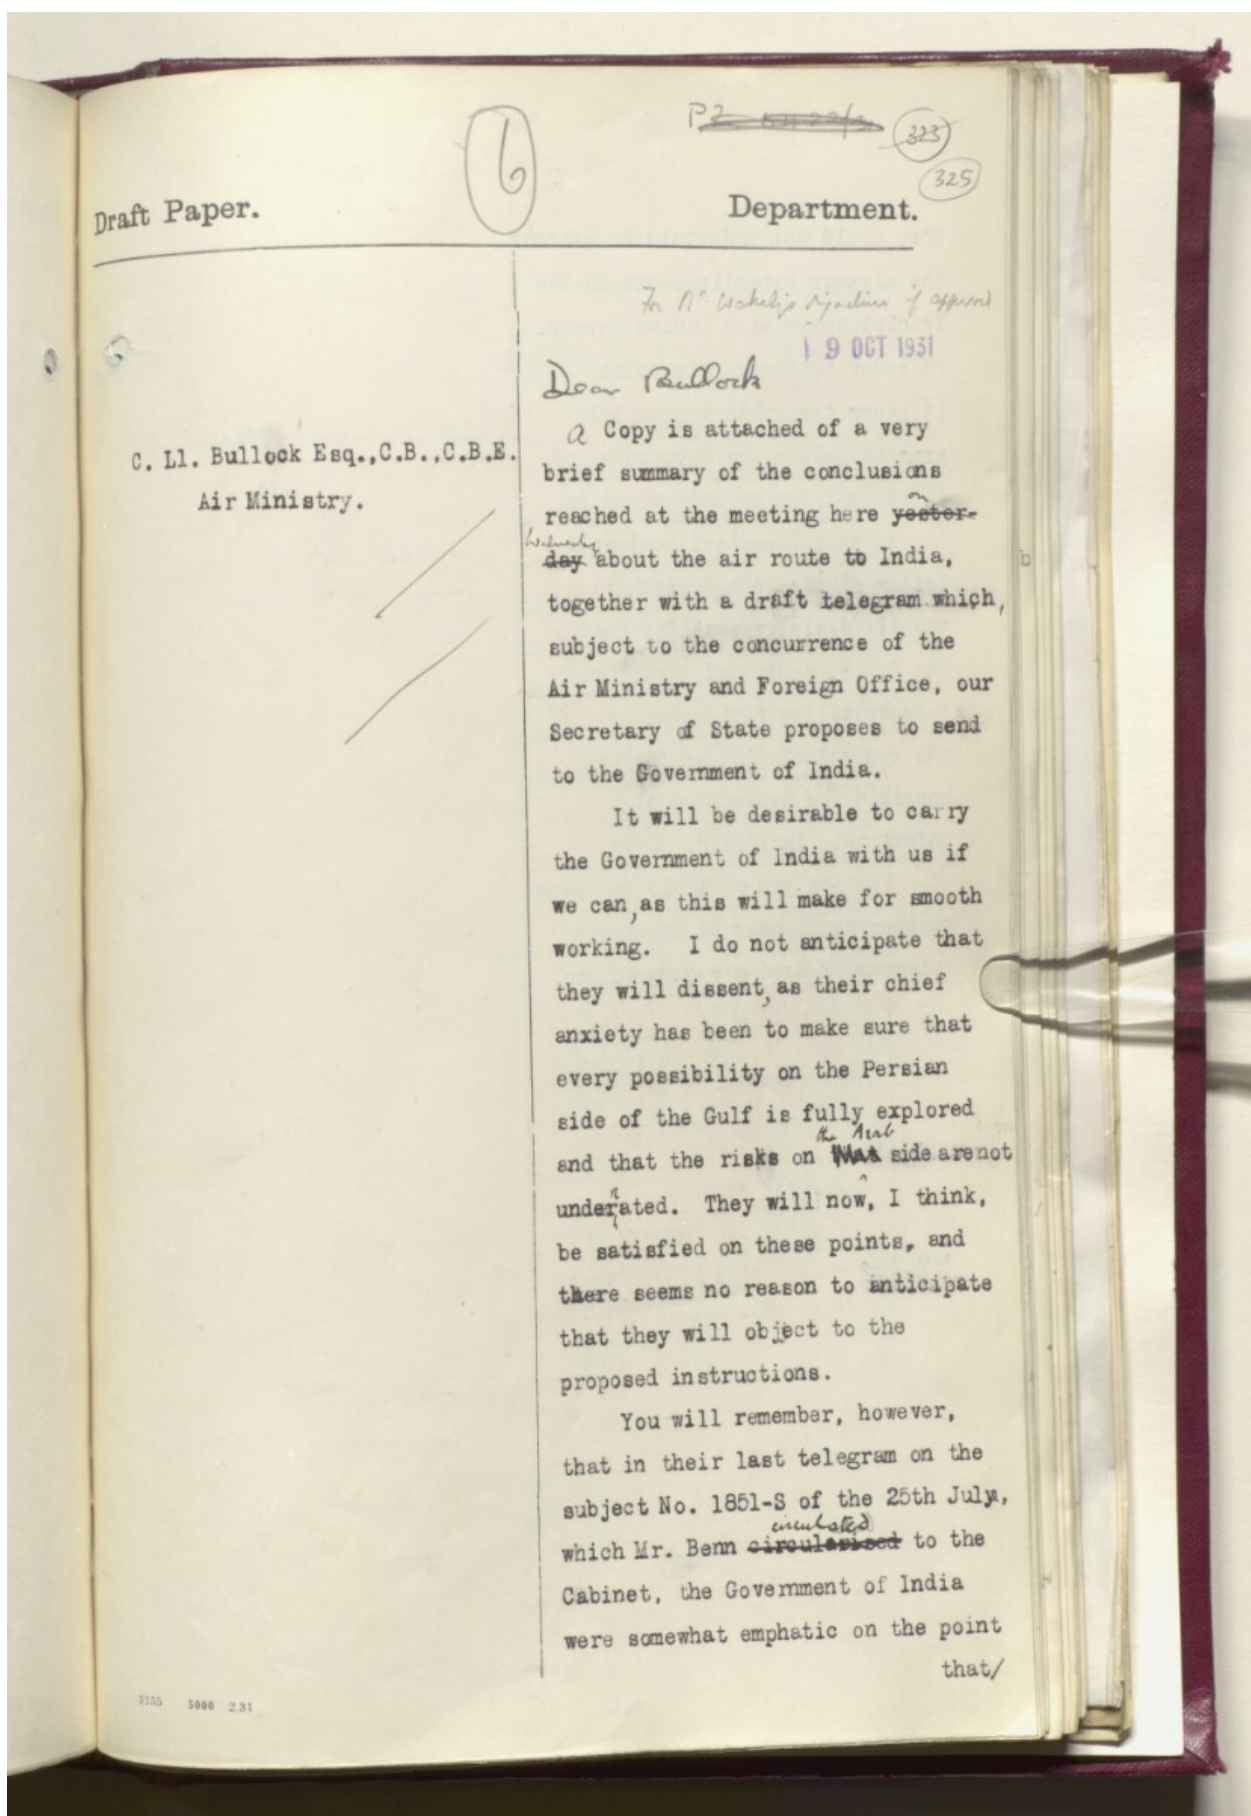 6
323
325
Draft Paper.
Department.
For Mr Wakely's signature if approved
9 OCT 1931
Dear Bullock
C. Ll. Bullock Esq.,C.B.,C.B.E.
Air Ministry.
a Copy is attached of a very
brief summary of the conclusions
on
reached at the meeting here yester-
Wednesday
day about the air route to India,
together with a draft telegram which,
subject to the concurrence of the
Air Ministry and Foreign Office, our
Secretary of State proposes to send
to the Government of India.
It will be desirable to carry
the Government of India with us if
we can, as this will make for smooth
working. I do not anticipate that
they will dissent, as their chief
anxiety has been to make sure that
every possibility on the Persian
side of the Gulf is fully explored
the Arab
and that the risks on side are not
underated. They will now, I think,
be satisfied on these points, and
there seems no reason to anticipate
that they will object to the
proposed instructions.
You will remember, however,
that in their last telegram on the
subject No. 1851-S of the 25th July,
circulated
which Mr. Benn circularised to the
Cabinet, the Government of India
were somewhat emphatic on the point
that/
5155 5000 2.31